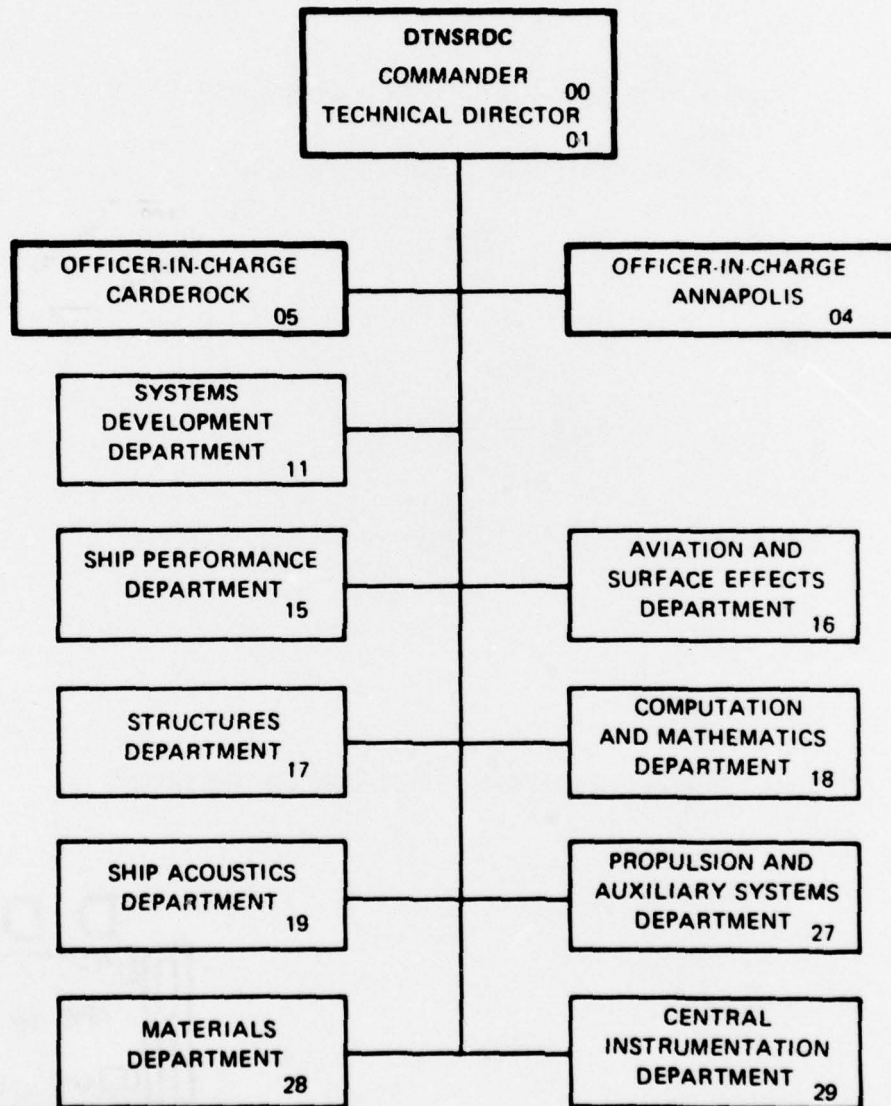 DTNSRDC
COMMANDER
00
TECHNICAL DIRECTOR
01
OFFICER-IN-CHARGE
CARDEROCK
05
OFFICER-IN-CHARGE
ANNAPOLIS
04
SYSTEMS
DEVELOPMENT
DEPARTMENT
11
SHIP PERFORMANCE
DEPARTMENT
15
AVIATION AND
SURFACE EFFECTS
DEPARTMENT
16
STRUCTURES
DEPARTMENT
17
COMPUTATION
AND MATHEMATICS
DEPARTMENT
18
SHIP ACOUSTICS
DEPARTMENT
19
PROPULSION AND
AUXILIARY SYSTEMS
DEPARTMENT
27
MATERIALS
DEPARTMENT
28
CENTRAL
INSTRUMENTATION
DEPARTMENT
29